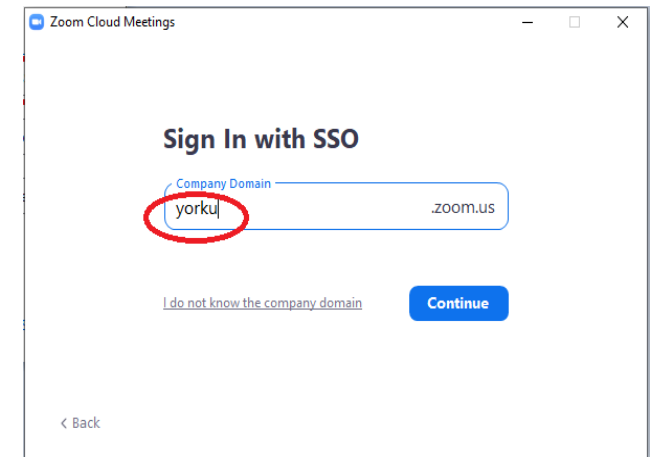 Zoom Cloud Meetings
Sign In with SSO
Company Domain
yorku .zoom.us
I do not know the company domain Continue
< Back